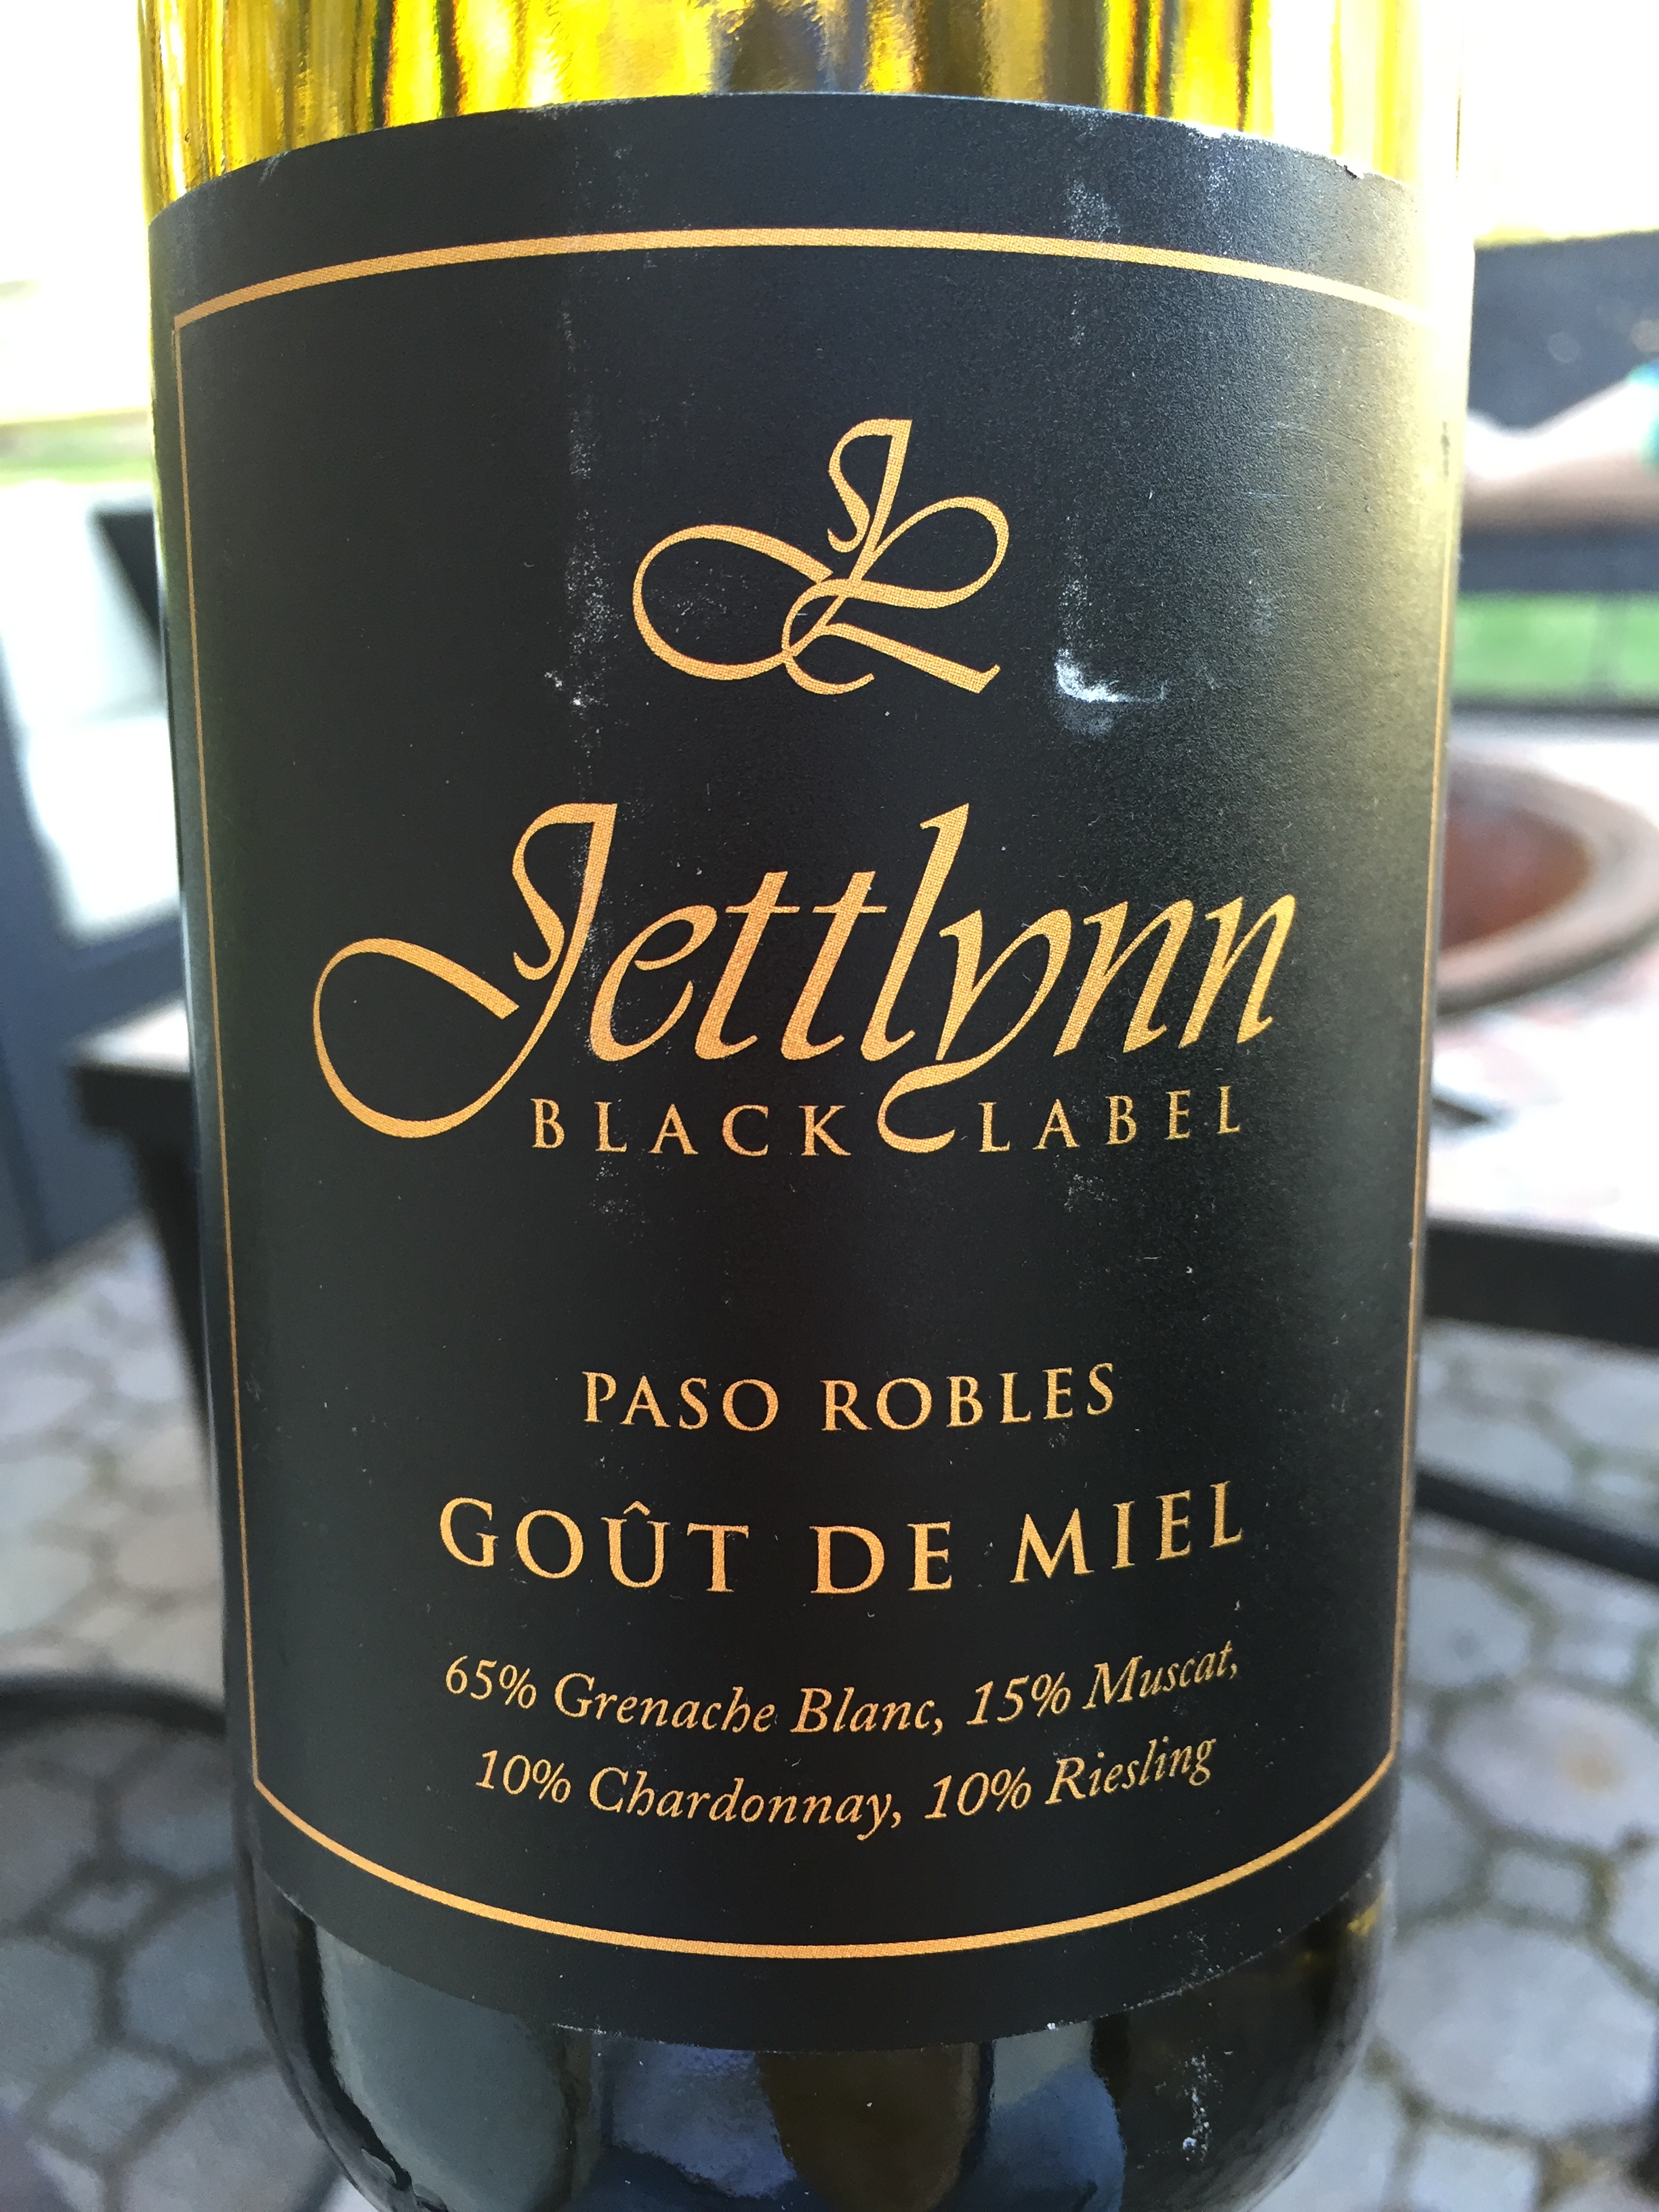 JL
Jettlynn
BLACK LABEL
PASO ROBLES
GOÛT DE MIEL
65% Grenache Blanc, 15% Muscat,
10% Chardonnay, 10% Riesling